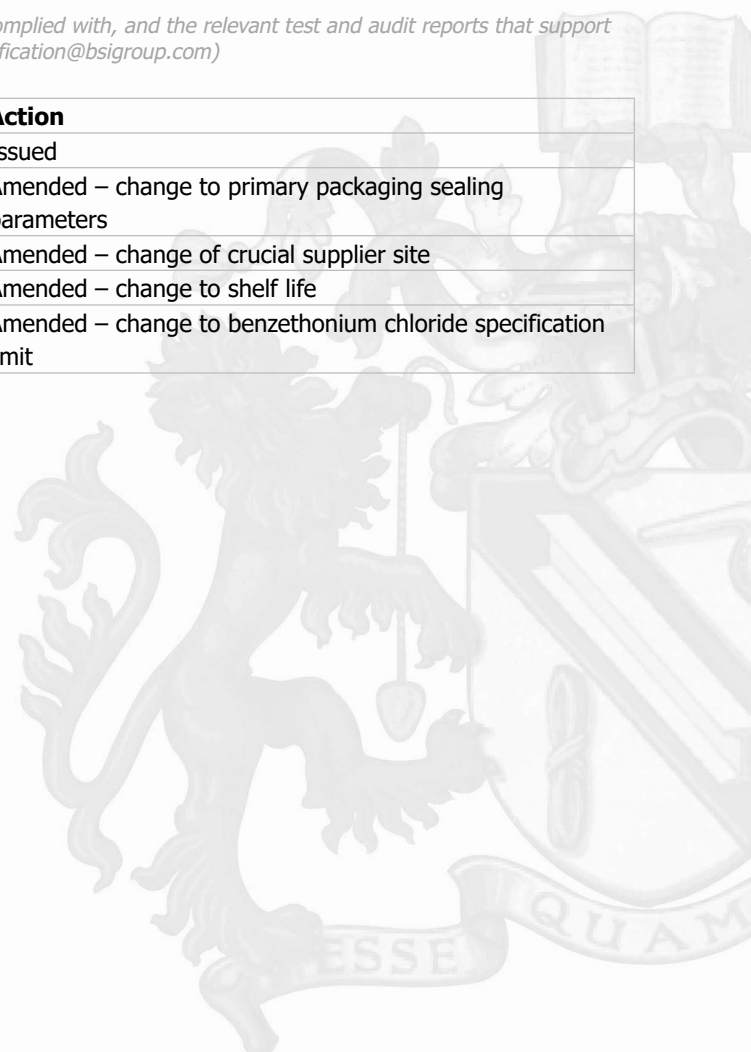 omplied with, and the relevant test and audit reports that support
fication@bsigroup.com)
Action
ssued
Amended – change to primary packaging sealing
parameters
Amended – change of crucial supplier site
Amended – change to shelf life
Amended – change to benzethonium chloride specification
mit
ESSE
QUAM